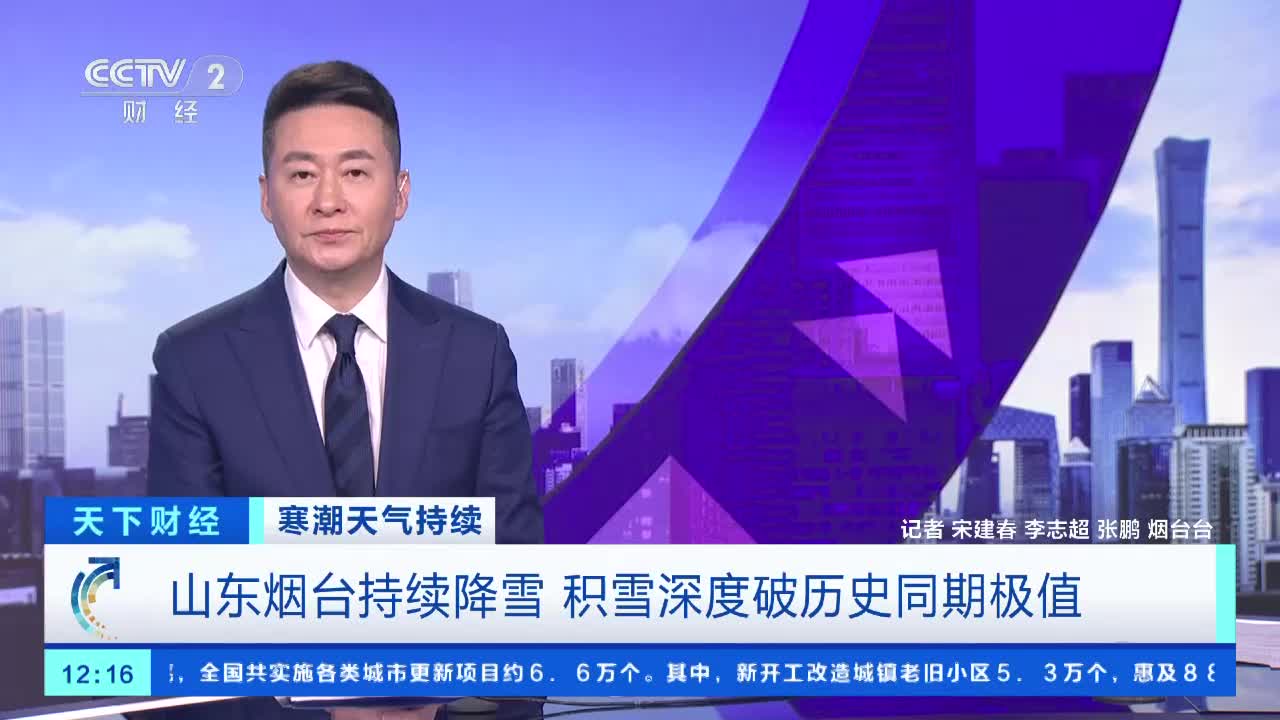 CCTV 2
财 经
天下财经
寒潮天气持续
记者 宋建春 李志超 张鹏 烟台台
山东烟台持续降雪 积雪深度破历史同期极值
12:16
，全国共实施各类城市更新项目约６．６万个。其中，新开工改造城镇老旧小区５．３万个，惠及８